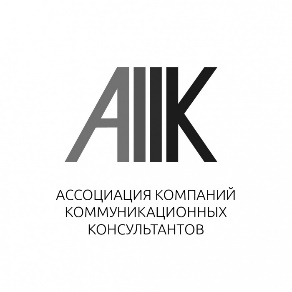 АКК
АССОЦИАЦИЯ КОМПАНИЙ
КОММУНИКАЦИОННЫХ
КОНСУЛЬТАНТОВ